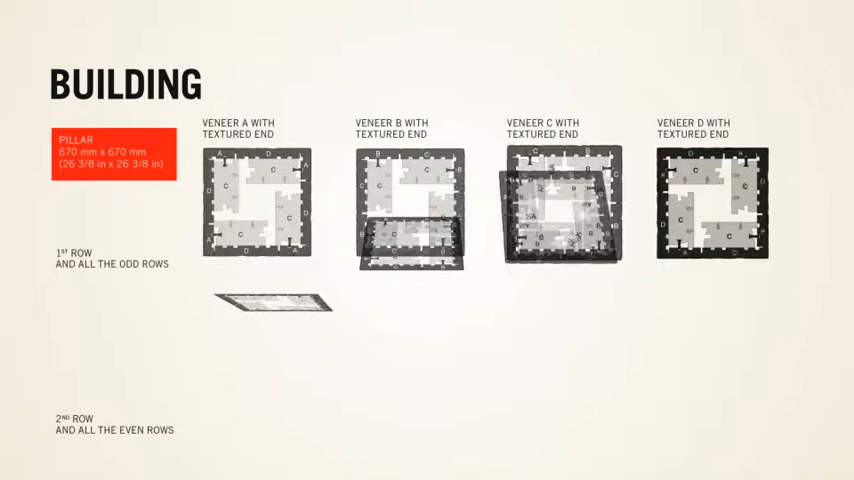 BUILDING
PILLAR
670 mm x 670 mm
(26 3/8 in x 26 3/8 in)
VENEER A WITH
TEXTURED END
VENEER B WITH
TEXTURED END
VENEER C WITH
TEXTURED END
VENEER D WITH
TEXTURED END
1ST ROW
AND ALL THE ODD ROWS
2ND ROW
AND ALL THE EVEN ROWS